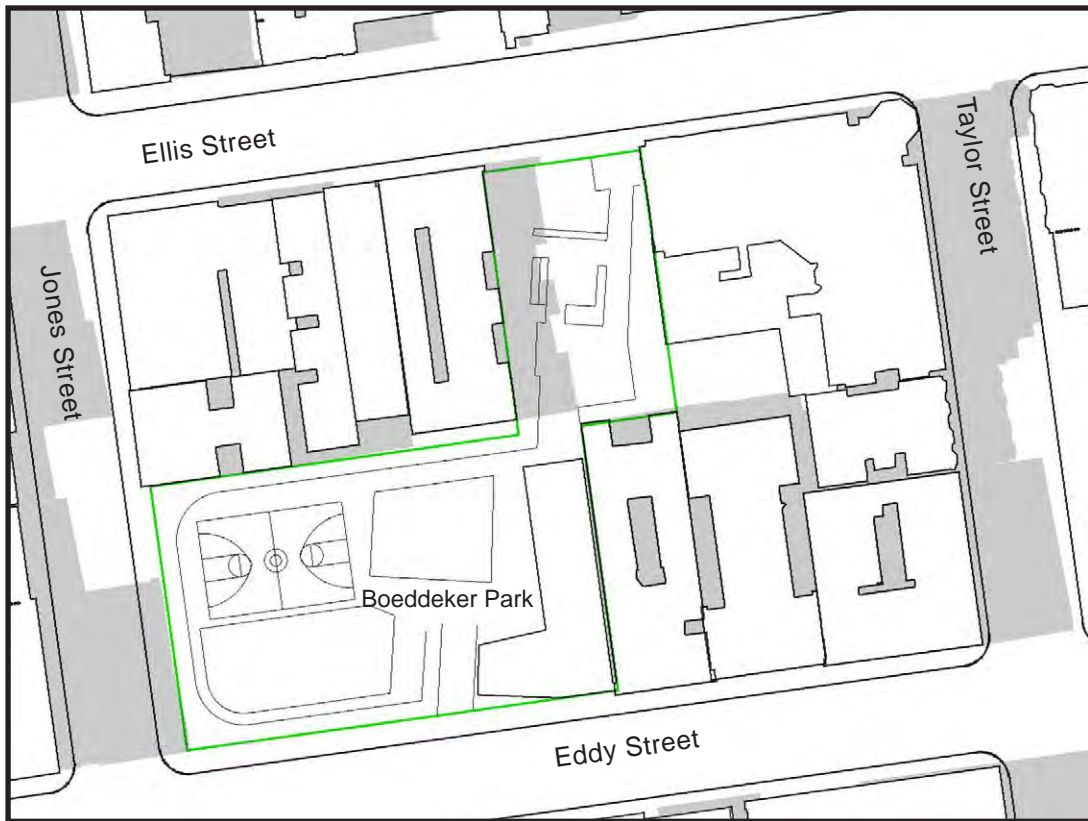 Ellis Street
Taylor Street
Jones Street
Boeddeker Park
Eddy Street